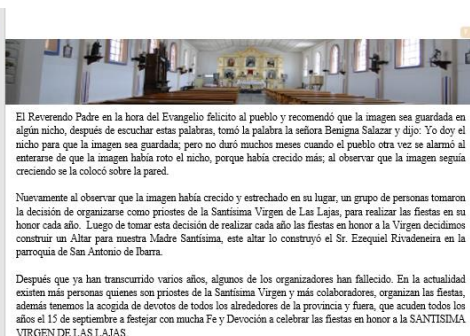 El Reverendo Padre en la hora del Evangelio felicito al pueblo y recomendó que la imagen sea guardada en
algún nicho, después de escuchar estas palabras, tomó la palabra la señora Benigna Salazar y dijo: Yo doy el
nicho para que la imagen sea guardada; pero no duró muchos meses cuando el pueblo otra vez se alarmó al
enterarse de que la imagen había roto el nicho, porque había crecido más; al observar que la imagen seguía
creciendo se la colocó sobre la pared.
Nuevamente al observar que la imagen había crecido y estrechado en su lugar, un grupo de personas tomaron
la decisión de organizarse como priostes de la Santísima Virgen de Las Lajas, para realizar las fiestas en su
honor cada año. Luego de tomar esta decisión de realizar cada año las fiestas en honor a la Virgen decidimos
construir un Altar para nuestra Madre Santísima, este altar lo construyó el Sr. Ezequiel Rivadeneira en la
parroquia de San Antonio de Ibarra.
Después que ya han transcurrido varios años, algunos de los organizadores han fallecido. En la actualidad
existen más personas quienes son priostes de la Santísima Virgen y más colaboradores, organizan las fiestas,
además tenemos la acogida de devotos de todos los alrededores de la provincia y fuera, que acuden todos los
años el 15 de septiembre a festejar con mucha Fe y Devoción a celebrar las fiestas en honor a la SANTISIMA
VIRGEN DE LAS LAJAS